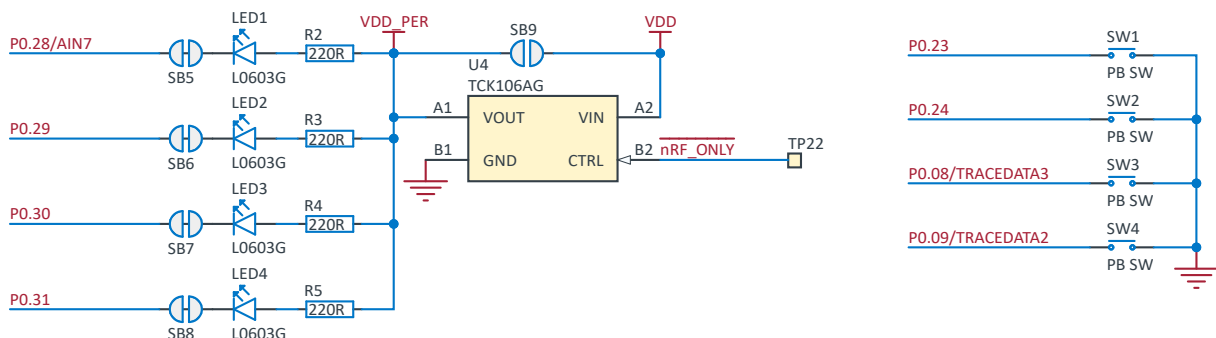 LED1
P0.28/AIN7
R2
220R
SB5
L0603G
VDD_PER
SB9
VDD
U4
TCK106AG
A1
VOUT
VIN
A2
B1
GND
CTRL
B2
nRF_ONLY
TP22
LED2
P0.29
R3
220R
SB6
L0603G
LED3
P0.30
R4
220R
SB7
L0603G
LED4
P0.31
R5
220R
SB8
L0603G
P0.23
SW1
PB SW
P0.24
SW2
PB SW
P0.08/TRACEDATA3
SW3
PB SW
P0.09/TRACEDATA2
SW4
PB SW